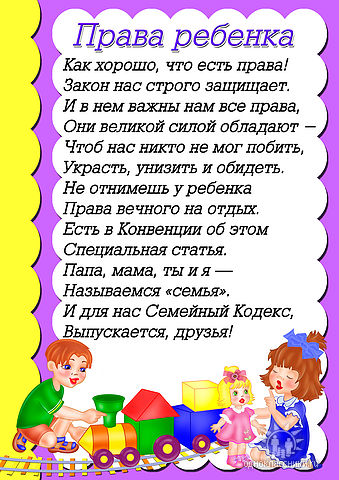 Права ребенка
Как хорошо, что есть права!
Закон нас строго защищает.
И в нем важны нам все права,
Они великой силой обладают –
Чтоб нас никто не мог побить,
Украсть, унизить и обидеть.
Не отнимешь у ребенка
Права вечного на отдых.
Есть в Конвенции об этом
Специальная статья.
Папа, мама, ты и я —
Называемся «семья».
И для нас Семейный Кодекс,
Выпускается, друзья!